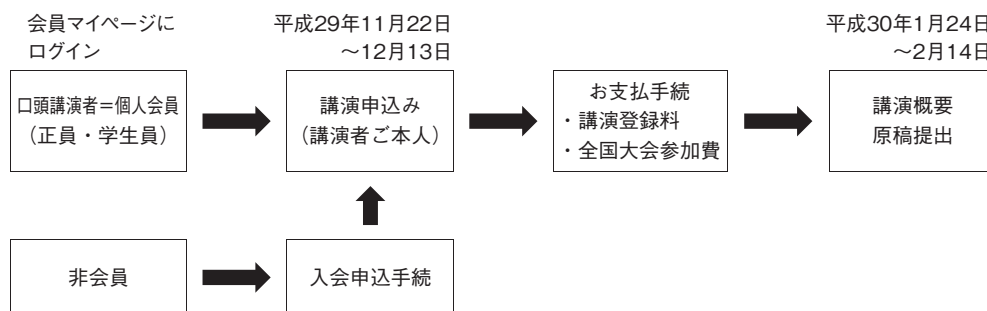 会員マイページに
ログイン
平成29年11月22日
～12月13日
平成30年1月24日
～2月14日
口頭講演者＝個人会員
（正員・学生員）
講演申込み
（講演者ご本人）
お支払手続
・講演登録料
・全国大会参加費
講演概要
原稿提出
非会員
入会申込手続